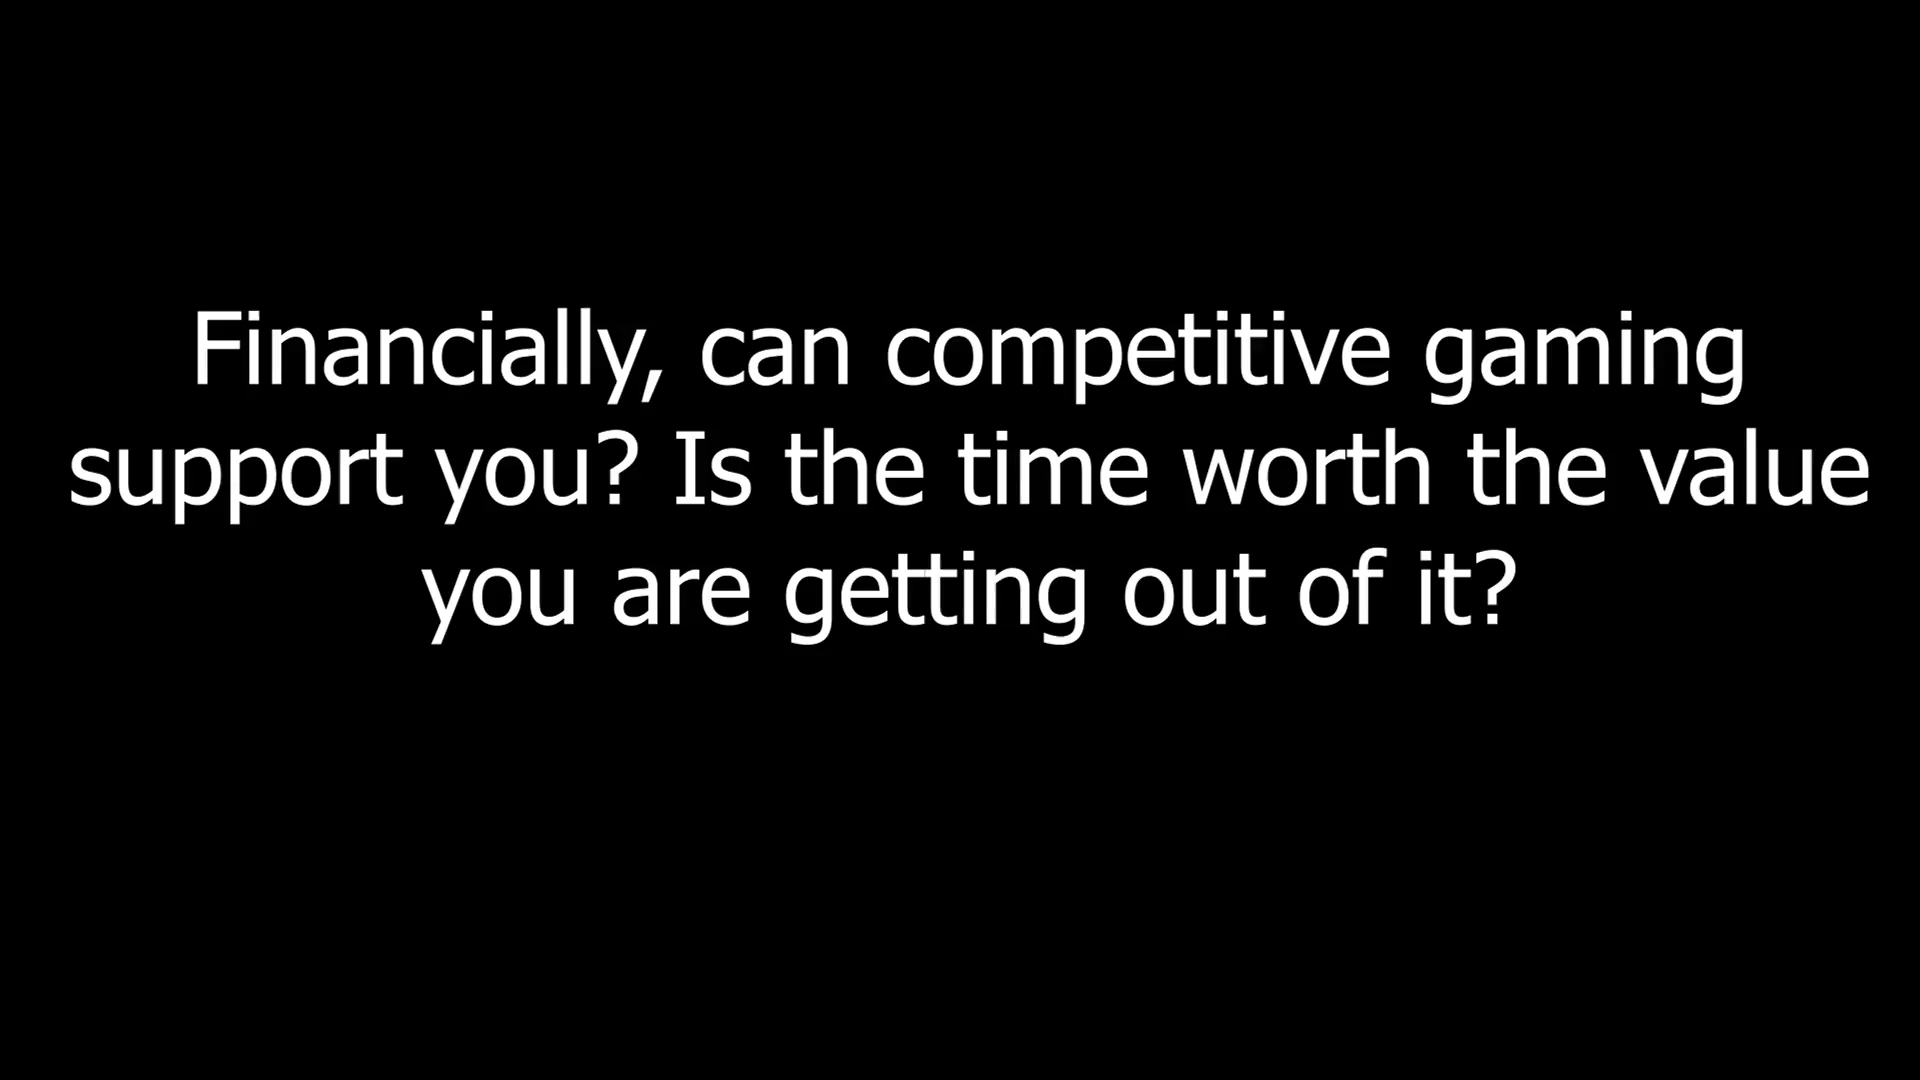 Financially, can competitive gaming
support you? Is the time worth the value
you are getting out of it?